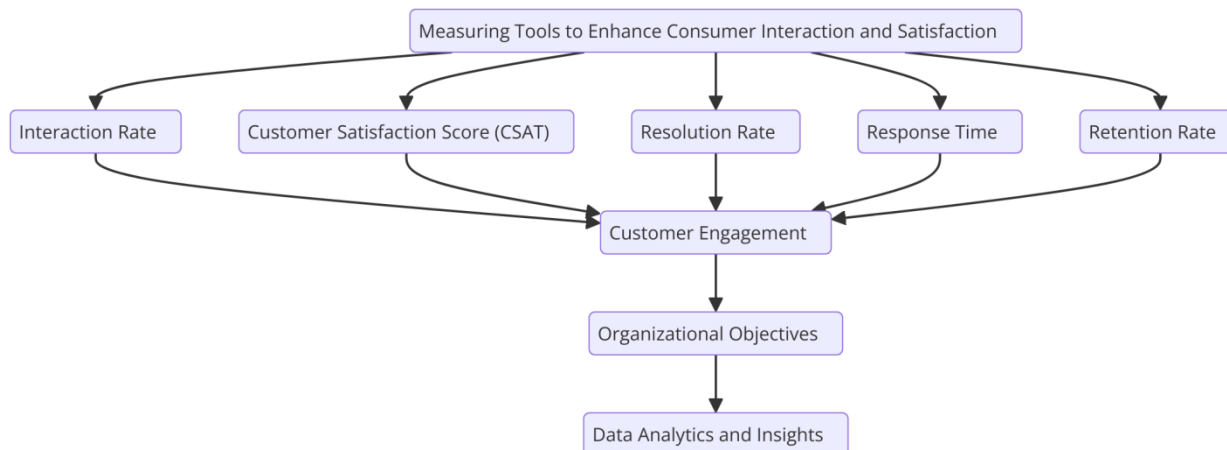 Measuring Tools to Enhance Consumer Interaction and Satisfaction
Interaction Rate
Customer Satisfaction Score (CSAT)
Resolution Rate
Response Time
Retention Rate
Customer Engagement
Organizational Objectives
Data Analytics and Insights